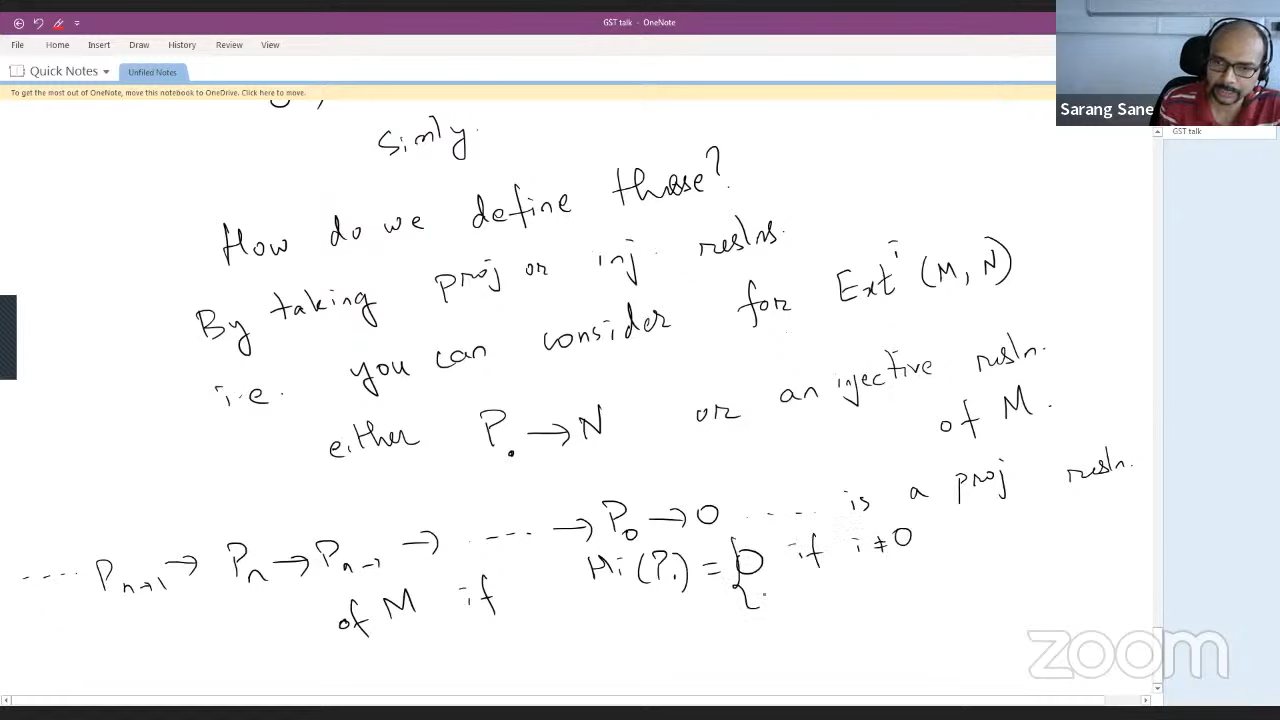 GST talk - OneNote
File Home Insert Draw History Review View
Quick Notes Unfiled Notes
To get the most out of OneNote, move this notebook to OneDrive. Click here to move.
Sarang Sane
GST talk
simly.
How do we define these?
By taking proj or inj. reslns.
i.e. you can consider for Ext^i (M, N)
either P. → N or an injective resln. of M.
.... P_{n+1} → P_n → P_{n-1} → .... → P_0 → 0 ..... is a proj resln.
of M if H_i (P.) = { 0 if i ≠ 0
zoom